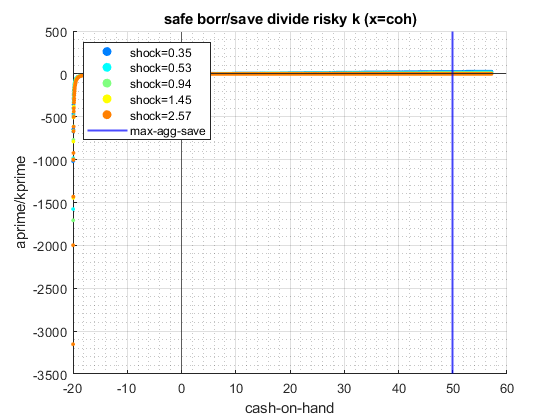 safe borr/save divide risky k (x=coh)
500
0
-500
-1000
-1500
-2000
-2500
-3000
-3500
aprime/kprime
shock=0.35
shock=0.53
shock=0.94
shock=1.45
shock=2.57
max-agg-save
-20
-10
0
10
20
30
40
50
60
cash-on-hand